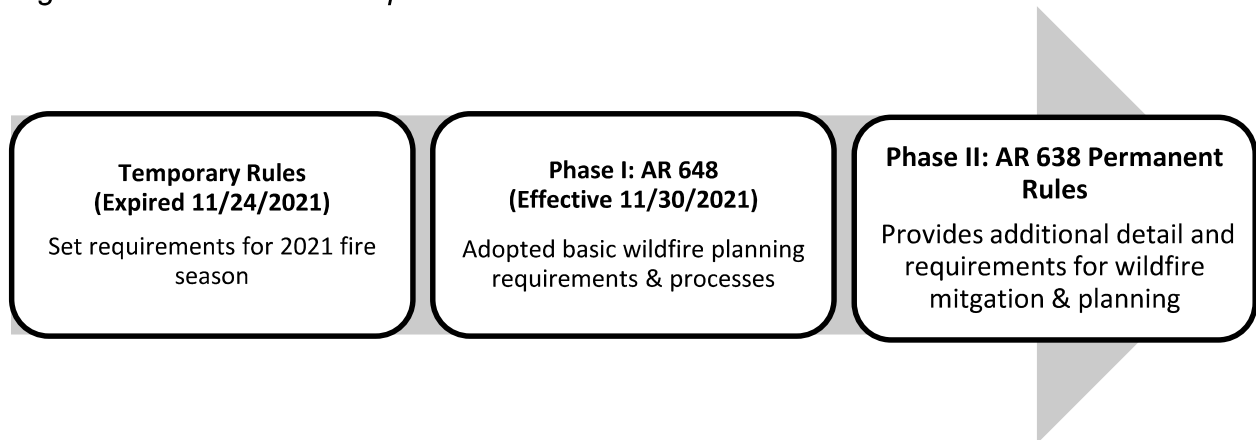 Temporary Rules
(Expired 11/24/2021)
Set requirements for 2021 fire
season
Phase I: AR 648
(Effective 11/30/2021)
Adopted basic wildfire planning
requirements & processes
Phase II: AR 638 Permanent
Rules
Provides additional detail and
requirements for wildfire
mitgation & planning